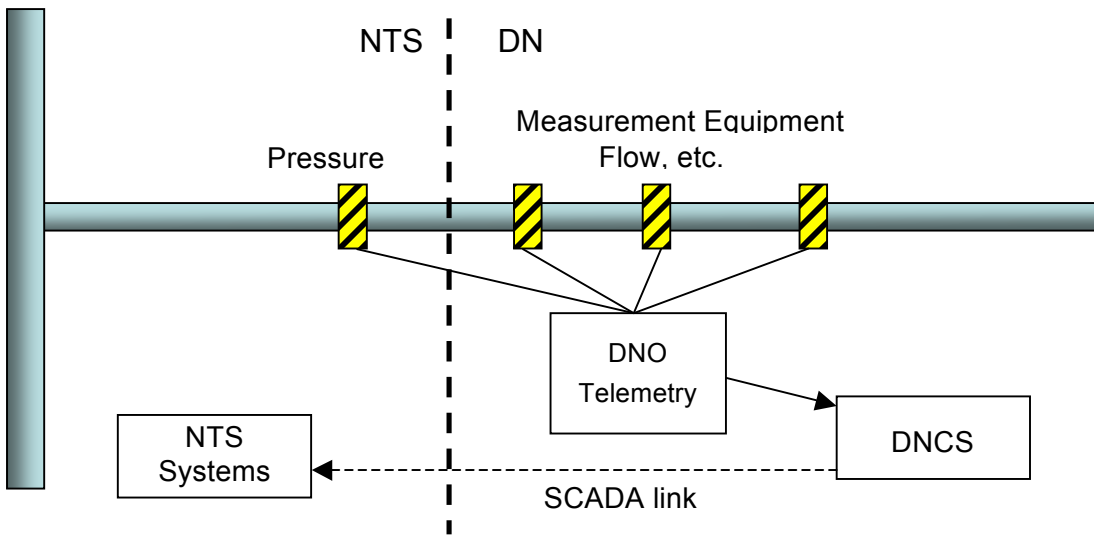 NTS
DN
Measurement Equipment
Flow, etc.
Pressure
DNO
Telemetry
NTS
Systems
DNCS
SCADA link